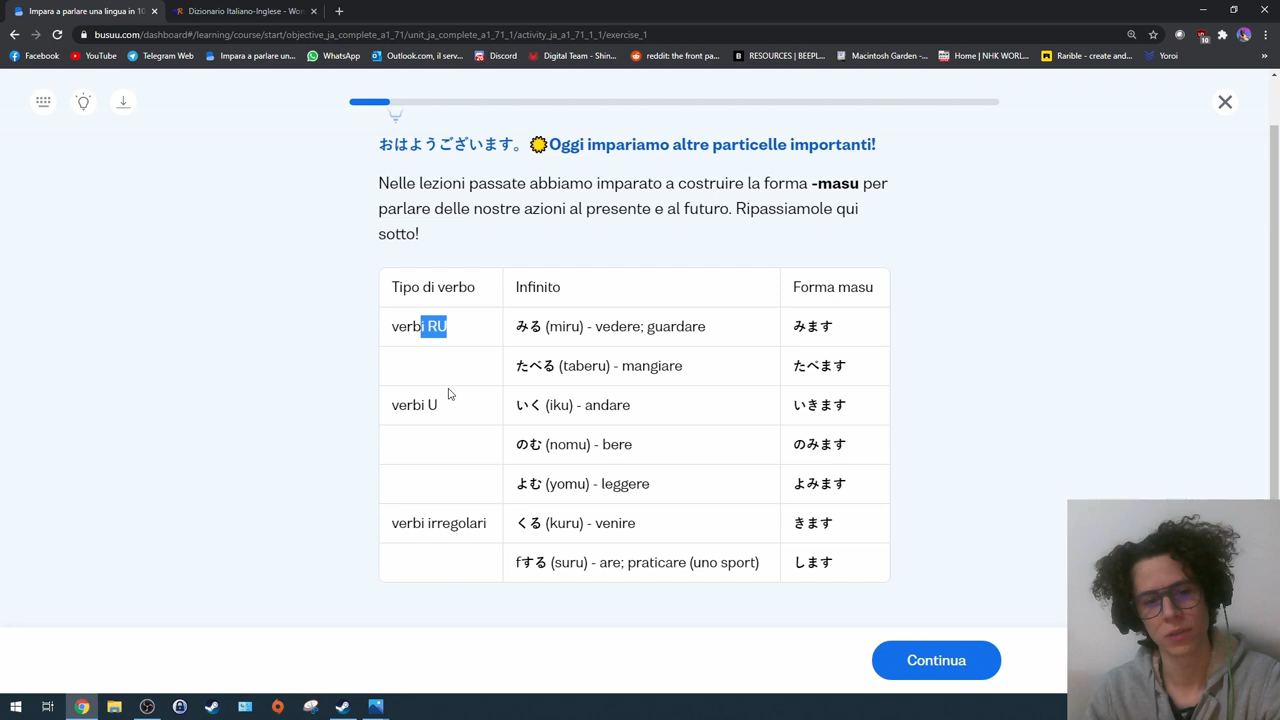 Impara a parlare una lingua in 10
Dizionario Italiano-Inglese - Wor
busuu.com/dashboard#/learning/course/start/objective_ja_complete_a1_71/unit_ja_complete_a1_71_1/activity_ja_a1_71_1_1/exercise_1
Facebook YouTube Telegram Web Impara a parlare un... WhatsApp Outlook.com, il serv... Discord Digital Team - Shin... reddit: the front pa... RESOURCES | BEEPL... Macintosh Garden -... Home | NHK WORL... Rarible - create and... Yoroi
10
おはようございます。Oggi impariamo altre particelle importanti!
Nelle lezioni passate abbiamo imparato a costruire la forma -masu per
parlare delle nostre azioni al presente e al futuro. Ripassiamole qui
sotto!
Tipo di verbo Infinito Forma masu
verbi RU みる (miru) - vedere; guardare みます
たべる (taberu) - mangiare たべます
verbi U いく (iku) - andare いきます
のむ (nomu) - bere のみます
よむ (yomu) - leggere よみます
verbi irregolari くる (kuru) - venire きます
fする (suru) - are; praticare (uno sport) します
Continua